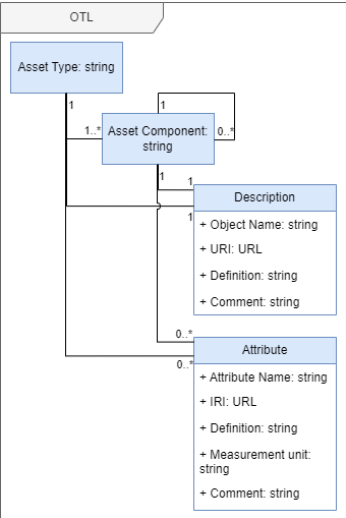 OTL
Asset Type: string
1
1..*
Asset Component:
string
1
0..*
1
1
1
Description
+ Object Name: string
+ URI: URL
+ Definition: string
+ Comment: string
0..*
0..*
Attribute
+ Attribute Name: string
+ IRI: URL
+ Definition: string
+ Measurement unit:
string
+ Comment: string